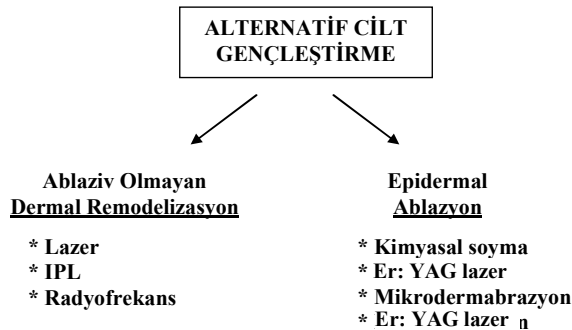 ALTERNATİF CİLT
GENÇLEŞTİRME
Ablaziv Olmayan
Dermal Remodelizasyon
* Lazer
* IPL
* Radyofrekans
Epidermal
Ablazyon
* Kimyasal soyma
* Er: YAG lazer
* Mikrodermabrazyon
* Er: YAG lazer